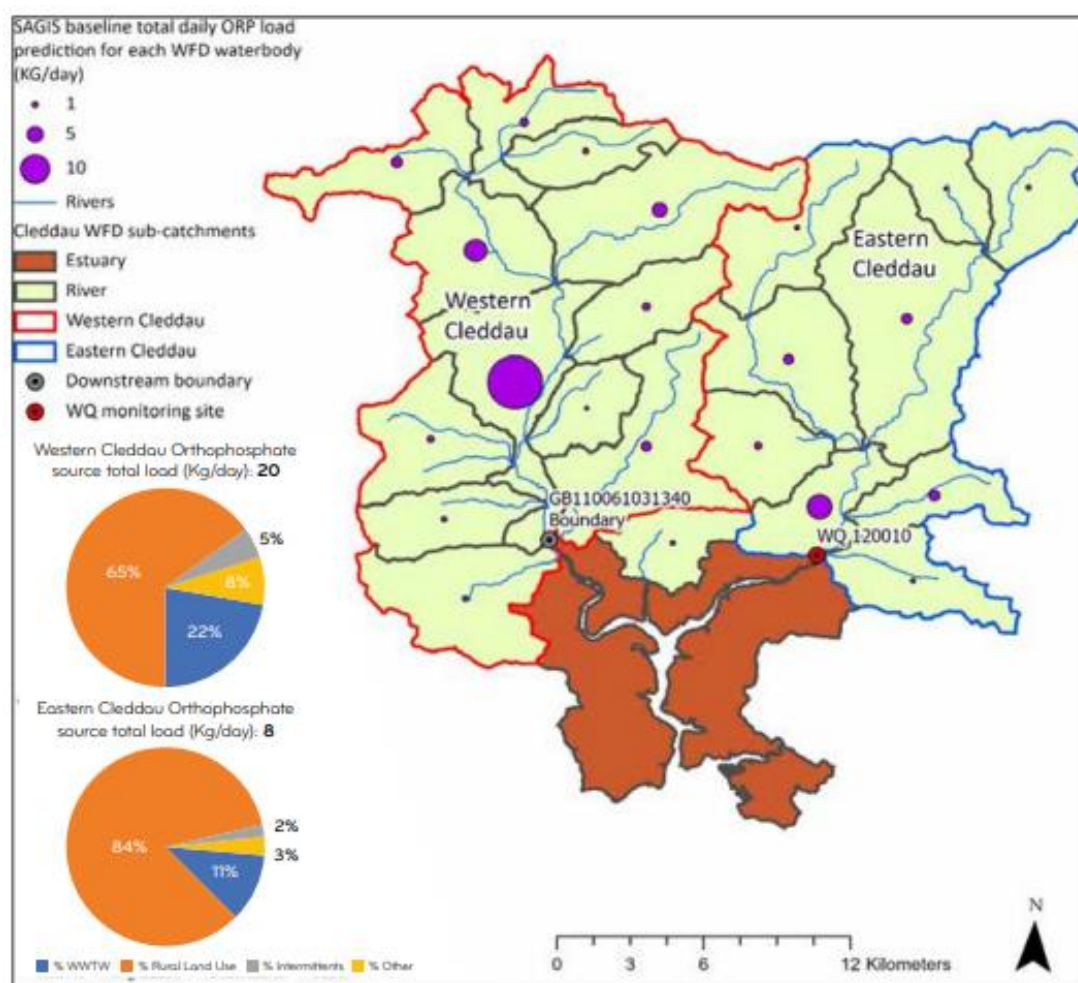 SAGIS baseline total daily ORP load
prediction for each WFD waterbody
(KG/day)
1
5
10
Rivers
Cleddau WFD sub-catchments
Estuary
River
Western Cleddau
Eastern Cleddau
Downstream boundary
WQ monitoring site
Western Cleddau Orthophosphate
source total load (Kg/day): 20
65%
5%
8%
22%
Eastern Cleddau Orthophosphate
source total load (Kg/day): 8
84%
2%
3%
11%
% WWTW % Rural Land Use % Intermittents % Other
Western
Cleddau
Eastern
Cleddau
GB110061031340
Boundary
WQ 120010
N
0 3 6 12 Kilometers